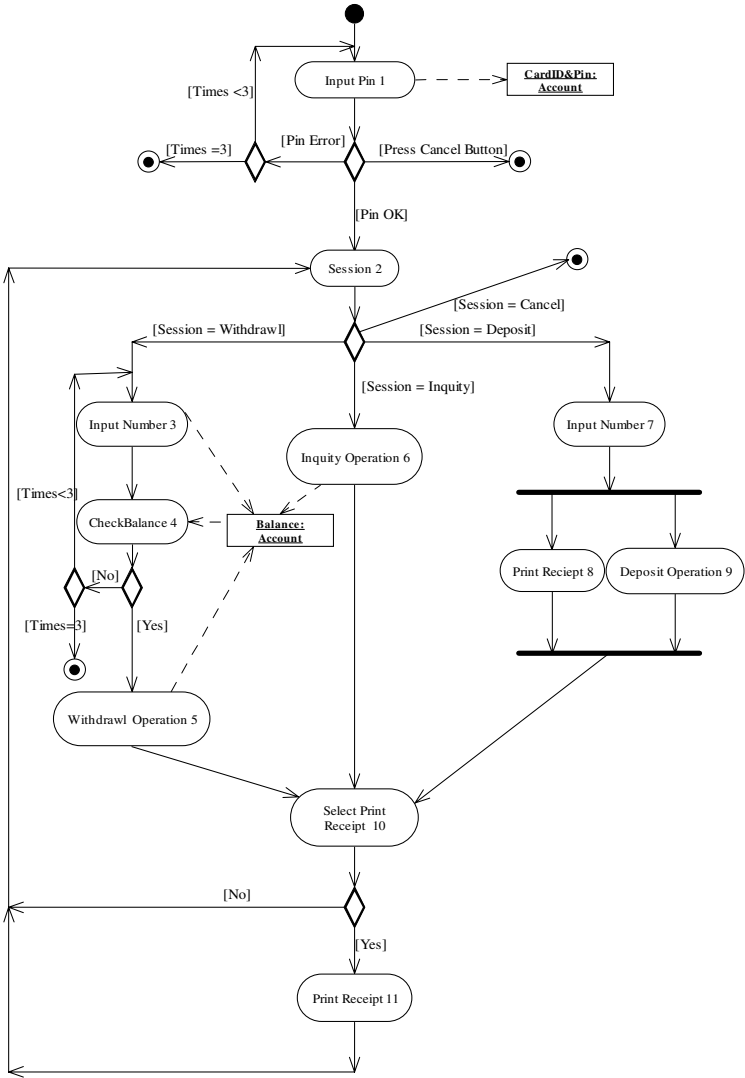 Input Pin 1
CardID&Pin:
Account
[Times <3]
[Pin Error]
[Times =3]
[Press Cancel Button]
[Pin OK]
Session 2
[Session = Cancel]
[Session = Withdrawl]
[Session = Deposit]
[Session = Inquity]
Input Number 3
Input Number 7
Inquity Operation 6
[Times<3]
CheckBalance 4
Balance:
Account
[No]
Print Reciept 8
Deposit Operation 9
[Times=3]
[Yes]
Withdrawl Operation 5
Select Print
Receipt 10
[No]
[Yes]
Print Receipt 11